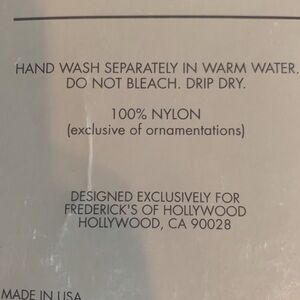 HAND WASH SEPARATELY IN WARM WATER.
DO NOT BLEACH. DRIP DRY.
100% NYLON
(exclusive of ornamentations)
DESIGNED EXCLUSIVELY FOR
FREDERICK'S OF HOLLYWOOD
HOLLYWOOD, CA 90028
MADE IN USA